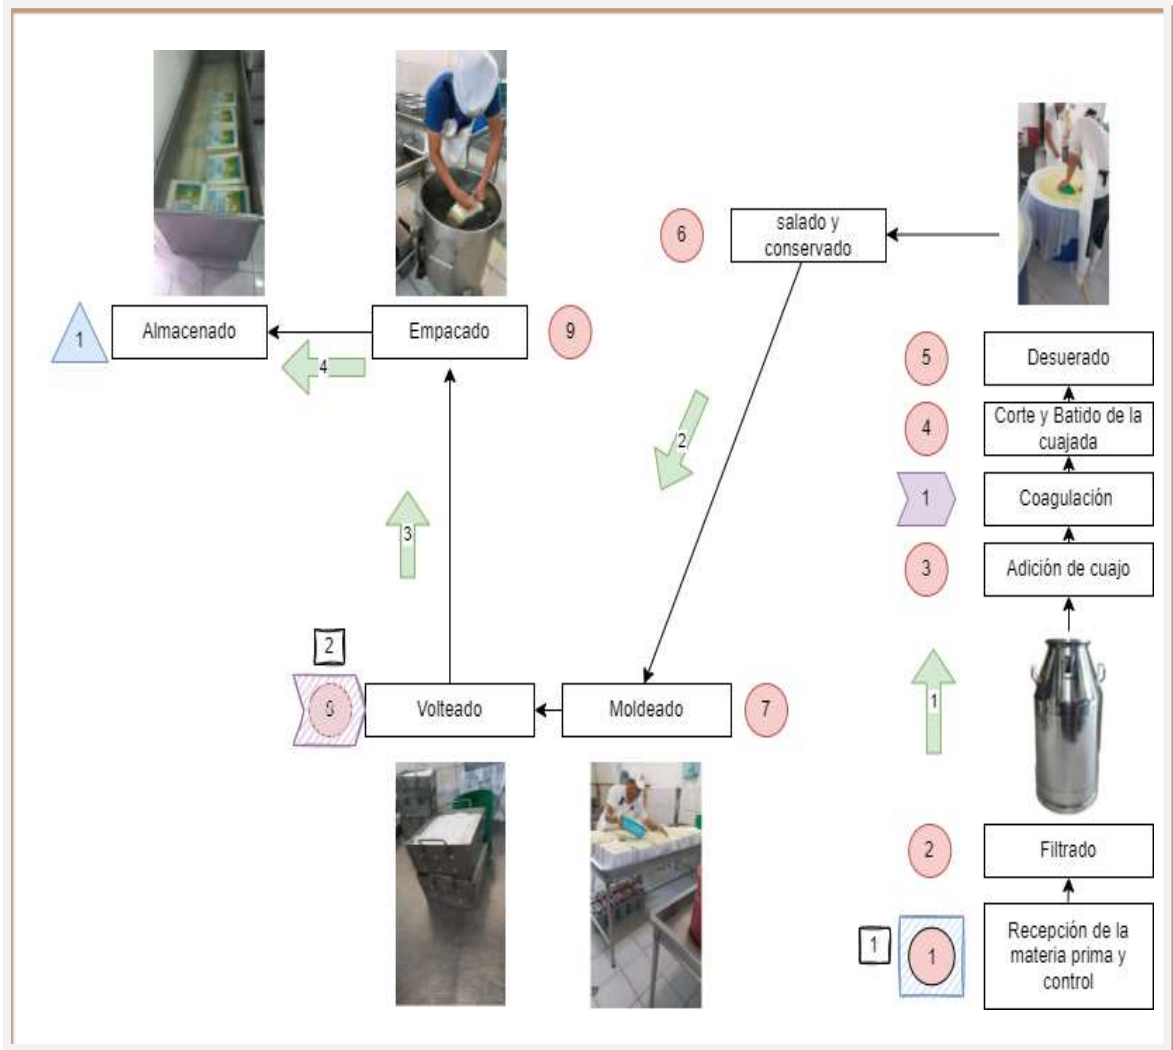 6
salado y
conservado
1
Almacenado
Empacado
9
4
5
Desuerado
4
Corte y Batido de la
cuajada
2
1
Coagulación
3
3
Adición de cuajo
2
Volteado
Moldeado
7
1
2
Filtrado
1
1
Recepción de la
materia prima y
control